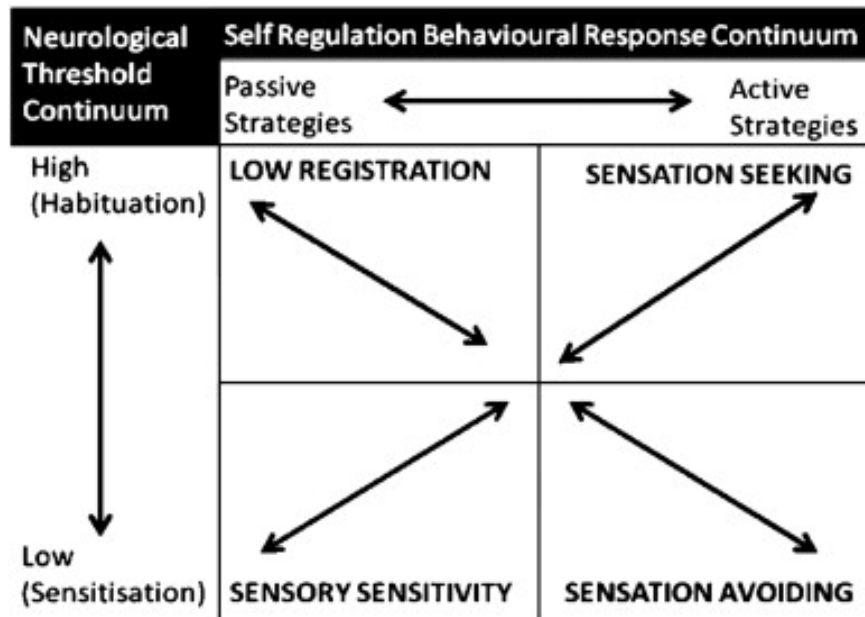 Neurological
Threshold
Continuum
Self Regulation Behavioural Response Continuum
Passive
Strategies
Active
Strategies
High
(Habituation)
LOW REGISTRATION
SENSATION SEEKING
Low
(Sensitisation)
SENSORY SENSITIVITY
SENSATION AVOIDING